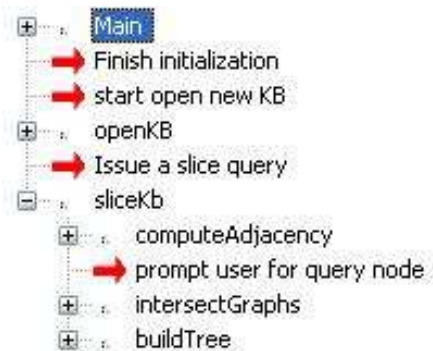 Main
Finish initialization
start open new KB
openKB
Issue a slice query
sliceKb
computeAdjacency
prompt user for query node
intersectGraphs
buildTree